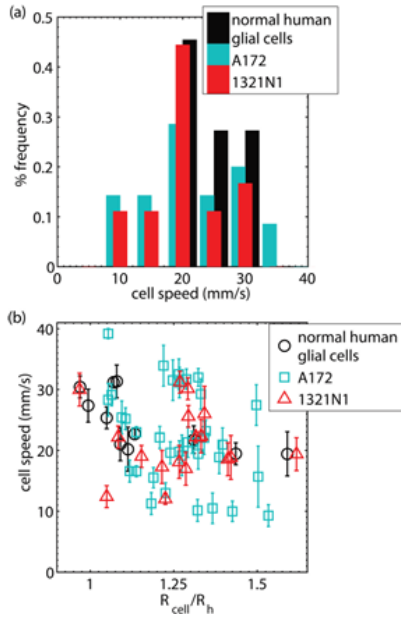 (a)
normal human
glial cells
A172
1321N1
0.5
0.4
0.3
0.2
0.1
0
% frequency
0 10 20 30 40
cell speed (mm/s)
(b)
normal human
glial cells
A172
1321N1
40
30
20
10
0
cell speed (mm/s)
1 1.25 1.5
Rcell/Rh